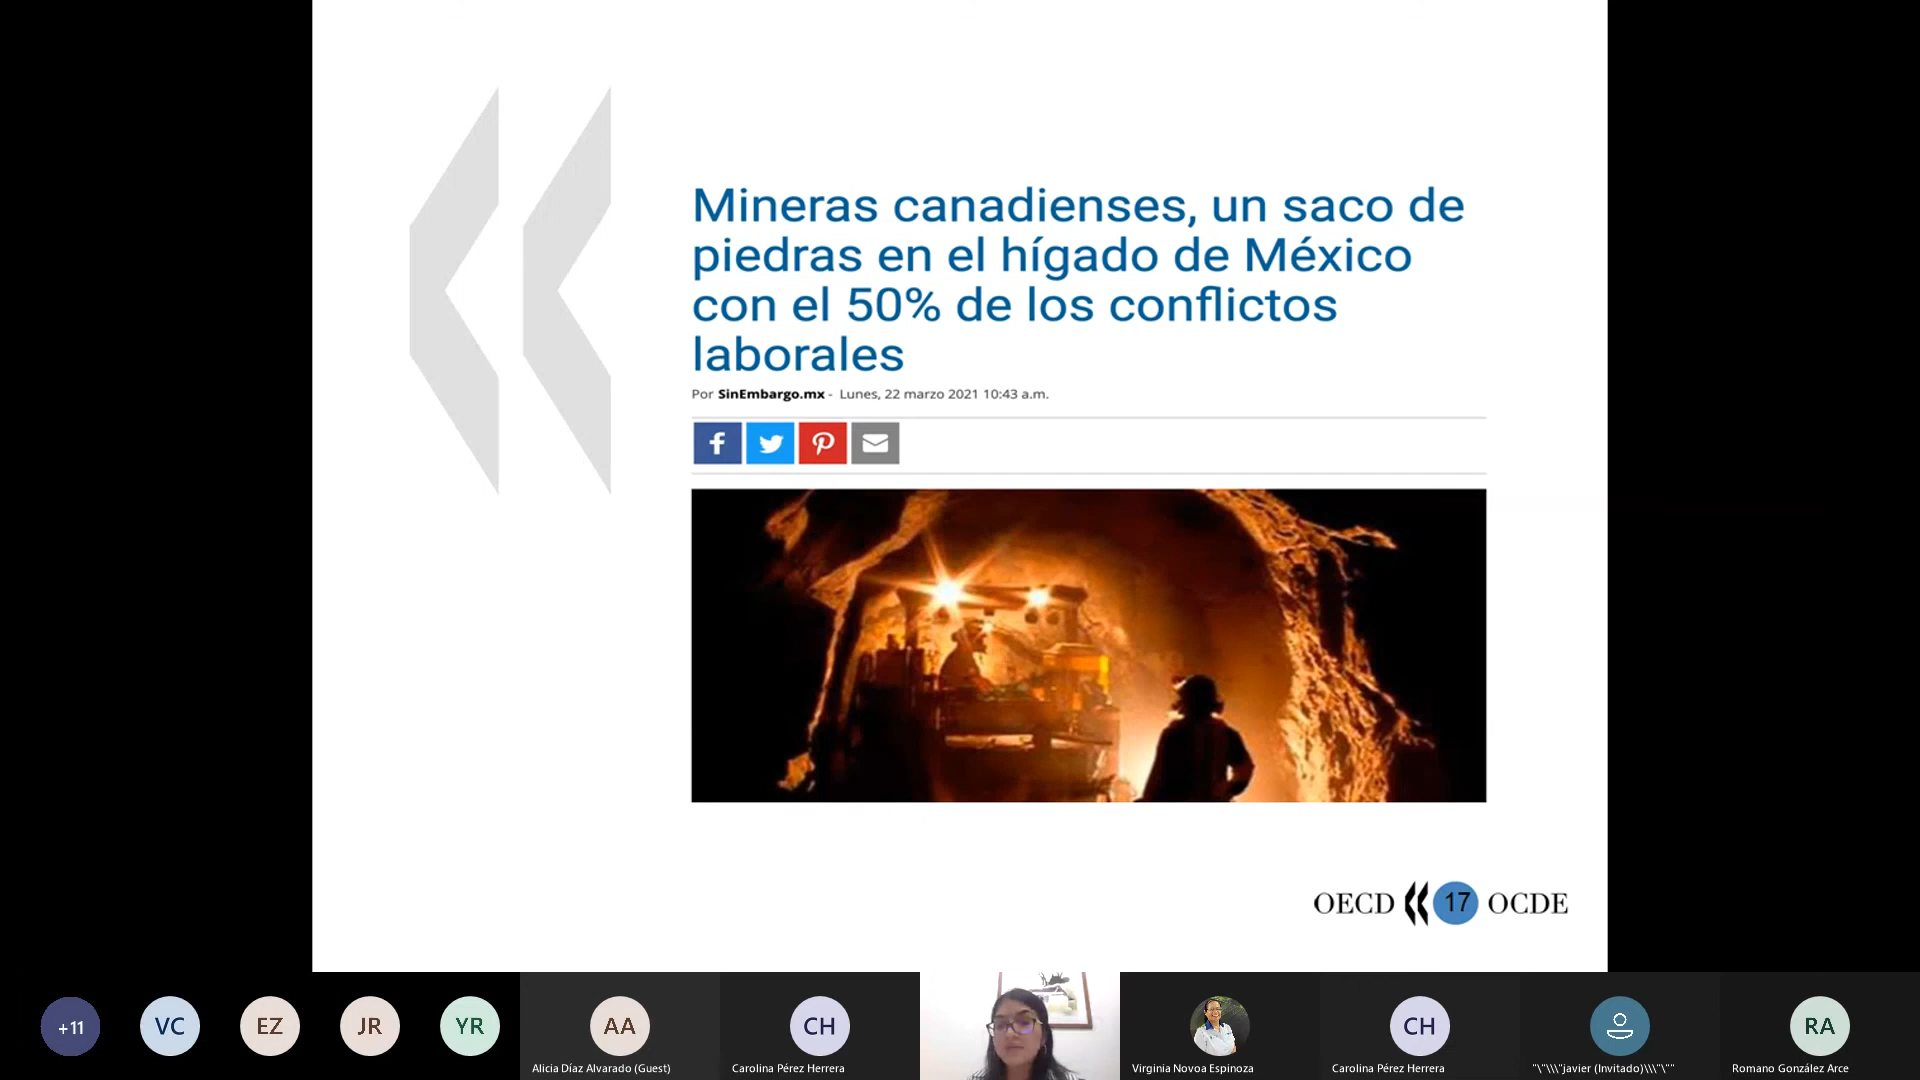 Mineras canadienses, un saco de
piedras en el hígado de México
con el 50% de los conflictos
laborales
Por SinEmbargo.mx - Lunes, 22 marzo 2021 10:43 a.m.
OECD 17 OCDE
+11
VC
EZ
JR
YR
AA
CH
CH
RA
Alicia Díaz Alvarado (Guest)
Carolina Pérez Herrera
Virginia Novoa Espinoza
Carolina Pérez Herrera
"\"\\\"javier (Invitado)\\\"\""
Romano González Arce